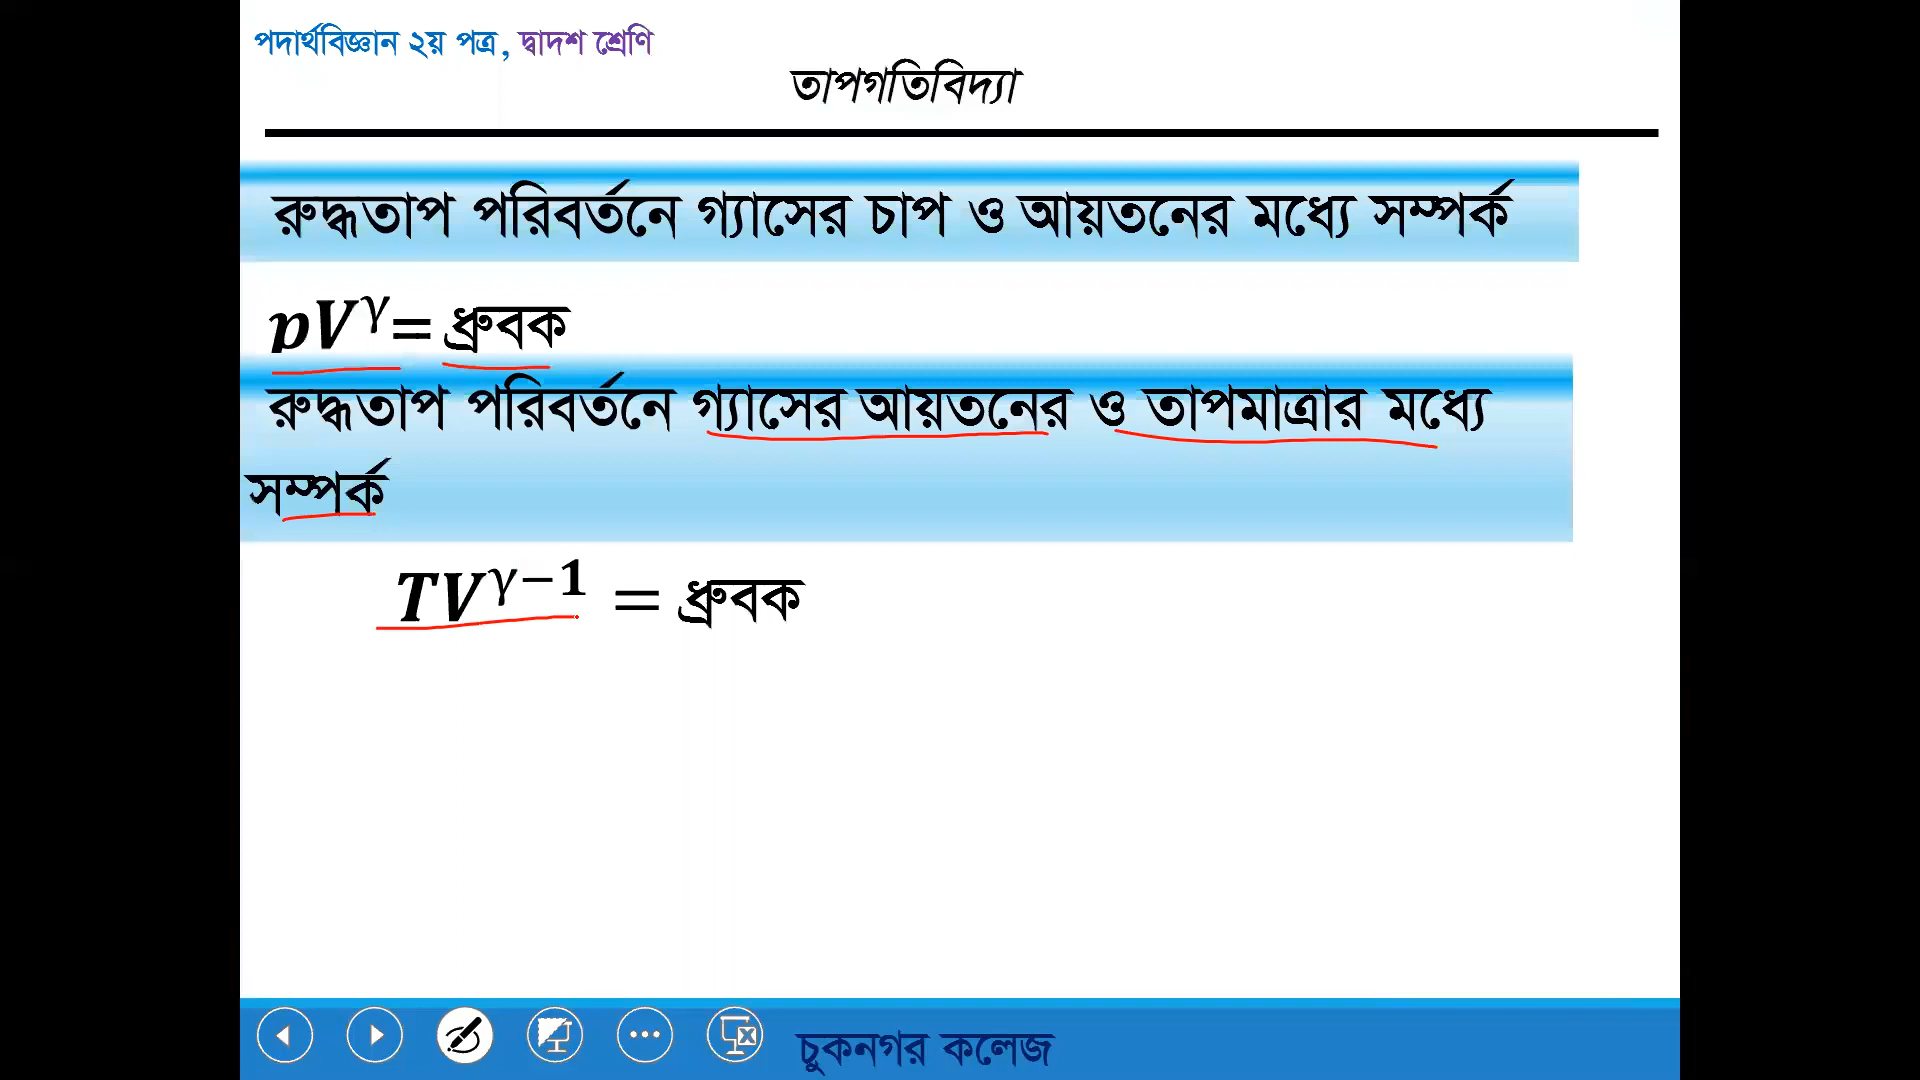 পদার্থবিজ্ঞান ২য় পত্র, দ্বাদশ শ্রেণি
তাপগতিবিদ্যা
রুদ্ধতাপ পরিবর্তনে গ্যাসের চাপ ও আয়তনের মধ্যে সম্পর্ক
pV^γ= ধ্রুবক
রুদ্ধতাপ পরিবর্তনে গ্যাসের আয়তনের ও তাপমাত্রার মধ্যে
সম্পর্ক
TV^γ−1 = ধ্রুবক
চুকনগর কলেজ